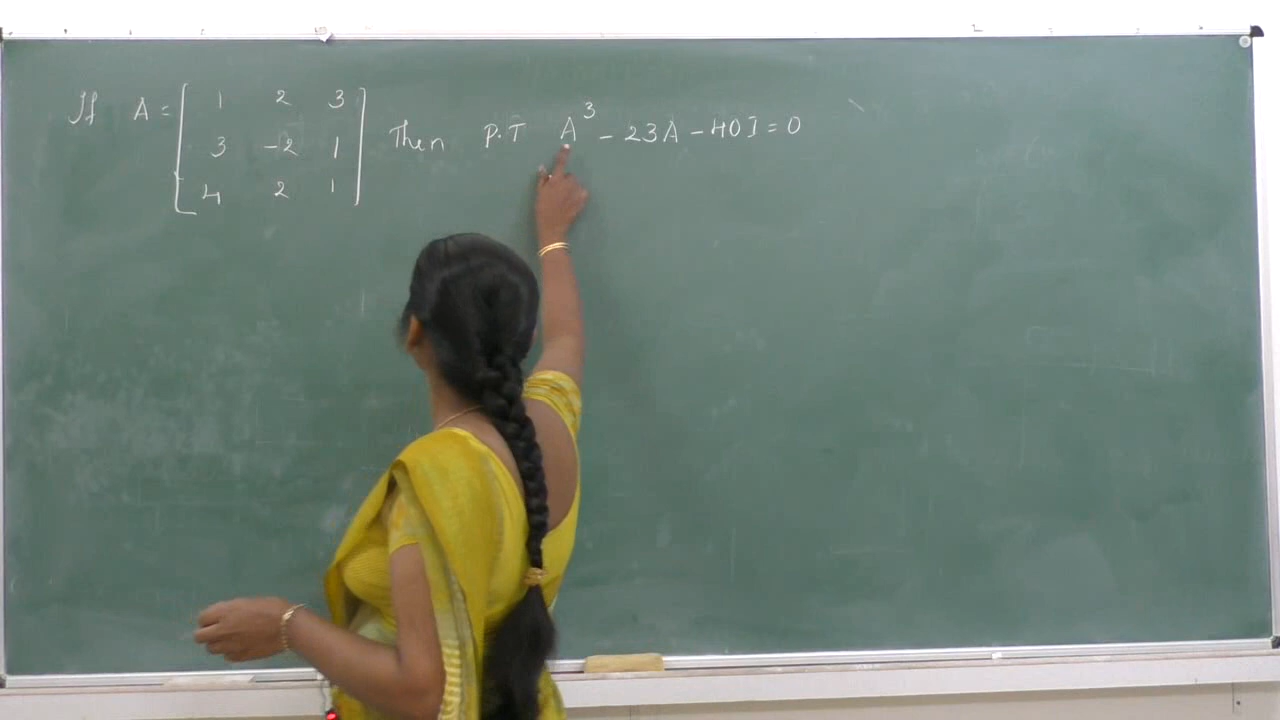 If A = [ 1 2 3
3 -2 1
4 2 1 ] Then P.T A³ - 23A - 40I = 0